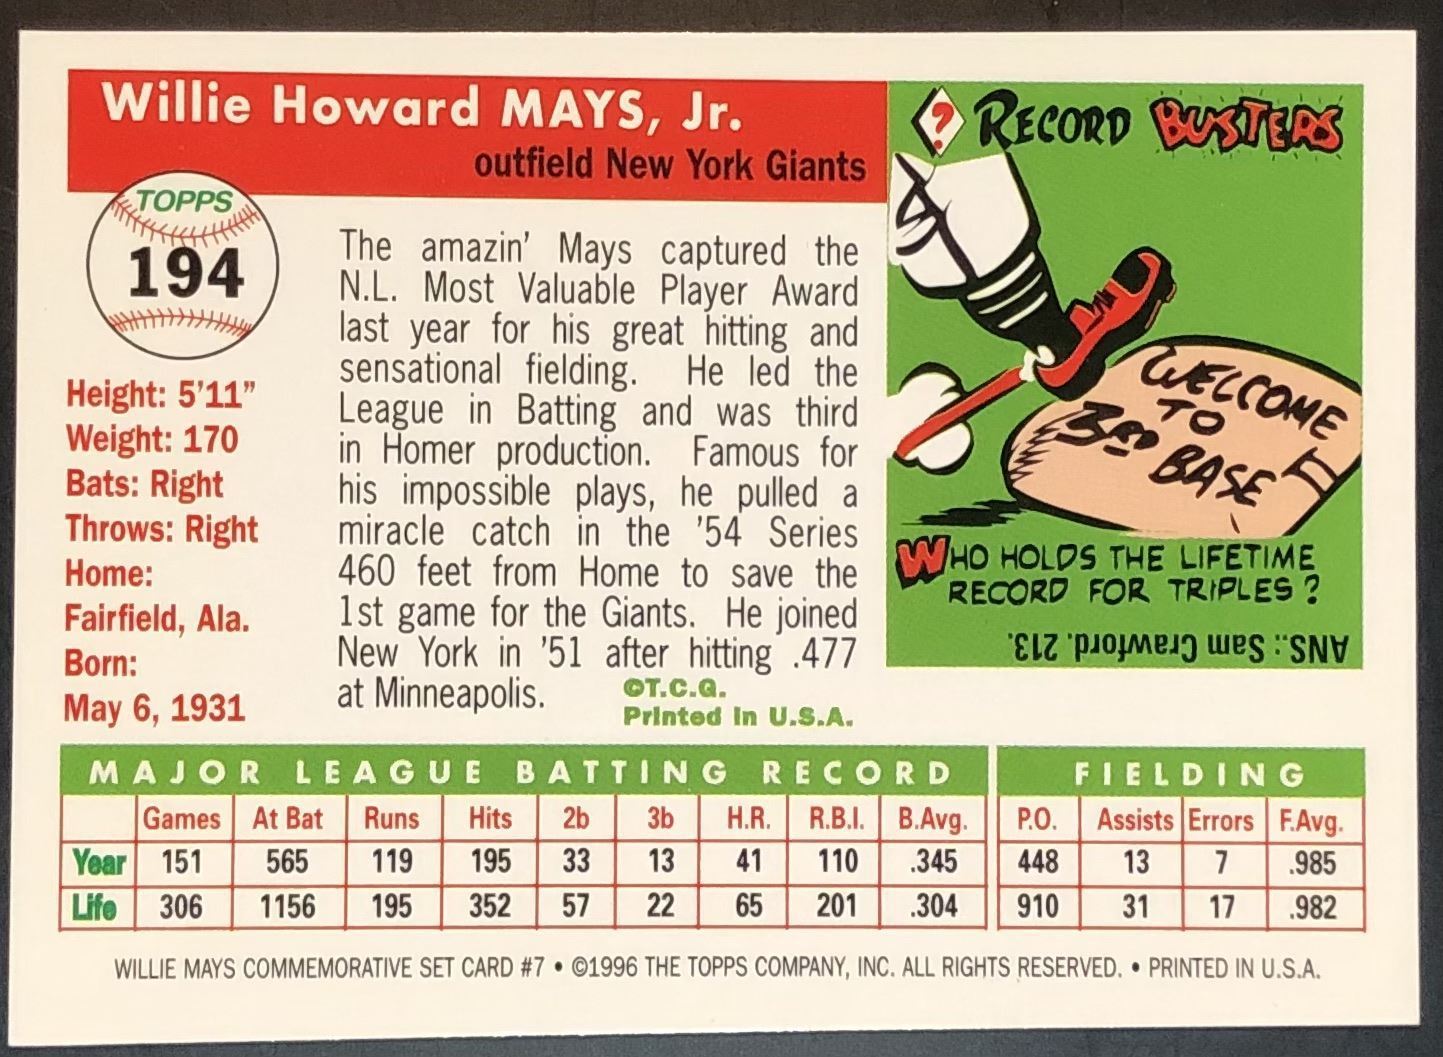 Willie Howard MAYS, Jr.
outfield New York Giants
TOPPS
194
Height: 5'11"
Weight: 170
Bats: Right
Throws: Right
Home:
Fairfield, Ala.
Born:
May 6, 1931
The amazin' Mays captured the
N.L. Most Valuable Player Award
last year for his great hitting and
sensational fielding. He led the
League in Batting and was third
in Homer production. Famous for
his impossible plays, he pulled a
miracle catch in the '54 Series
460 feet from Home to save the
1st game for the Giants. He joined
New York in '51 after hitting .477
at Minneapolis.
©T.C.G.
Printed in U.S.A.
? RECORD BUSTERS
WELCOME
TO
3RD BASE
WHO HOLDS THE LIFETIME
RECORD FOR TRIPLES?
ANS.: Sam Crawford. 213.
MAJOR LEAGUE BATTING RECORD FIELDING
Games At Bat Runs Hits 2b 3b H.R. R.B.I. B.Avg. P.O. Assists Errors F.Avg.
Year 151 565 119 195 33 13 41 110 .345 448 13 7 .985
Life 306 1156 195 352 57 22 65 201 .304 910 31 17 .982
WILLIE MAYS COMMEMORATIVE SET CARD #7 • ©1996 THE TOPPS COMPANY, INC. ALL RIGHTS RESERVED. • PRINTED IN U.S.A.